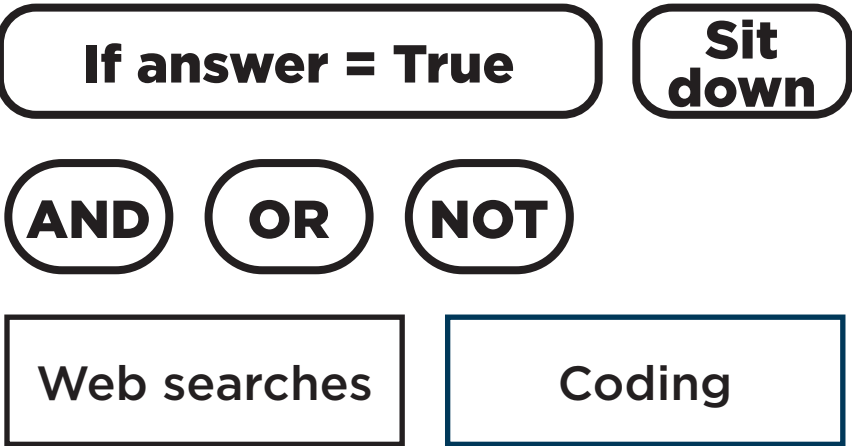 If answer = True
Sit
down
AND OR NOT
Web searches
Coding